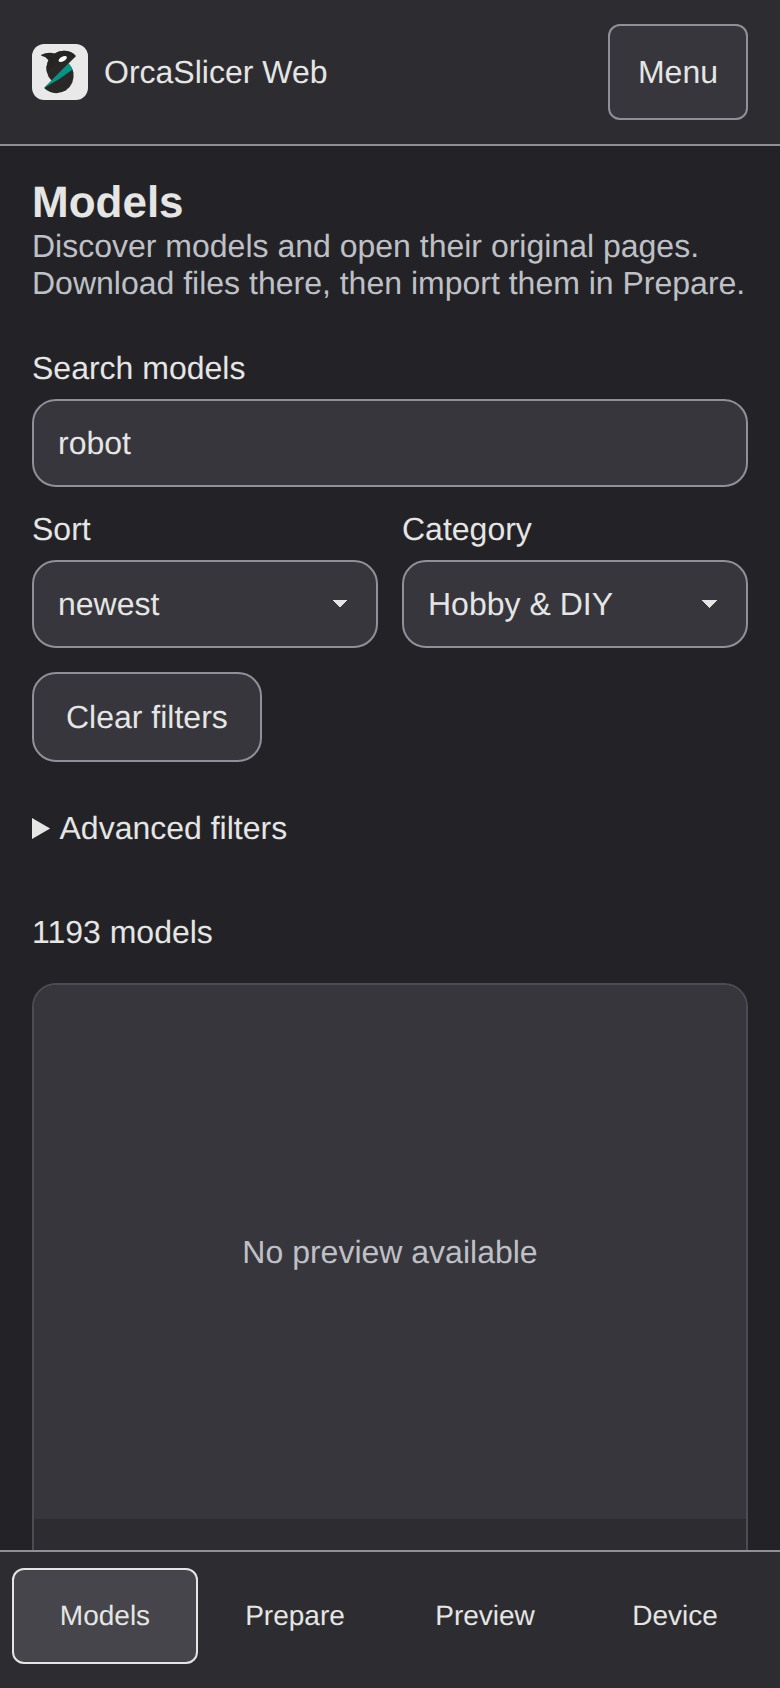 OrcaSlicer Web
Menu
Models
Discover models and open their original pages.
Download files there, then import them in Prepare.
Search models
robot
Sort
Category
newest
Hobby & DIY
Clear filters
Advanced filters
1193 models
No preview available
Models
Prepare
Preview
Device